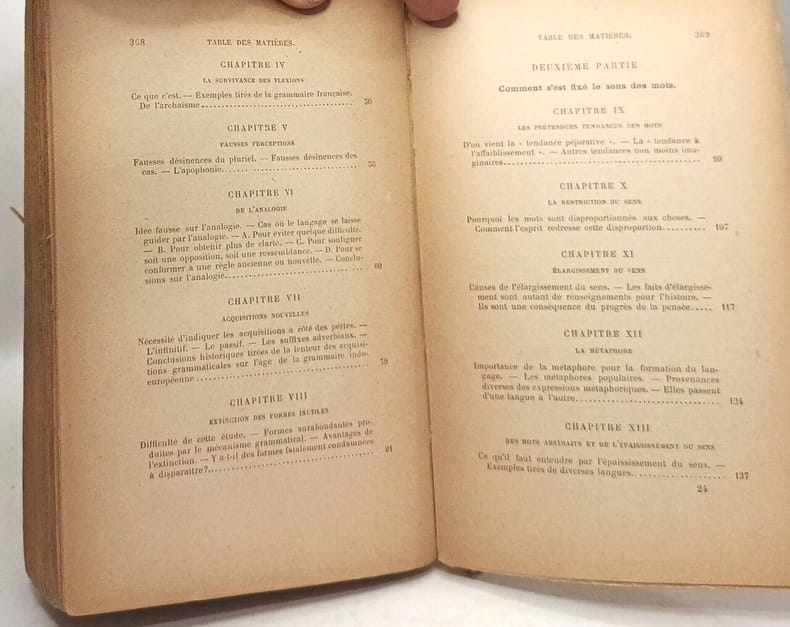 368
TABLE DES MATIÈRES.
CHAPITRE IV
LA SURVIVANCE DES FLEXIONS
Ce que c'est. — Exemples tirés de la grammaire française.
De l'archaïsme 50
CHAPITRE V
FAUSSES PERCEPTIONS
Fausses désinences du pluriel. — Fausses désinences des
cas. — L'apophonie 55
CHAPITRE VI
DE L'ANALOGIE
Idée fausse sur l'analogie. — Cas où le langage se laisse
guider par l'analogie. — A. Pour éviter quelque difficulté.
— B. Pour obtenir plus de clarté. — C. Pour souligner
soit une opposition, soit une ressemblance. — D. Pour se
conformer à une règle ancienne ou nouvelle. — Conclu-
sions sur l'analogie 60
CHAPITRE VII
ACQUISITIONS NOUVELLES
Nécessité d'indiquer les acquisitions à côté des pertes. —
L'infinitif. — Le passif. — Les suffixes adverbiaux. —
Conclusions historiques tirées de la lenteur des acquisi-
tions grammaticales sur l'âge de la grammaire indo-
européenne 79
CHAPITRE VIII
EXTINCTION DES FORMES INUTILES
Difficulté de cette étude. — Formes surabondantes pro-
duites par le mécanisme grammatical. — Avantages de
l'extinction. — Y a-t-il des formes fatalement condamnées
à disparaître? 91
TABLE DES MATIÈRES.
369
DEUXIÈME PARTIE
Comment s'est fixé le sens des mots.
CHAPITRE IX
LES PRÉTENDUES TENDANCES DES MOTS
D'où vient la « tendance péjorative ». — La « tendance à
l'affaiblissement ». — Autres tendances non moins ima-
ginaires 99
CHAPITRE X
LA RESTRICTION DU SENS
Pourquoi les mots sont disproportionnés aux choses. —
Comment l'esprit redresse cette disproportion 107
CHAPITRE XI
ÉLARGISSEMENT DU SENS
Causes de l'élargissement du sens. — Les faits d'élargisse-
ment sont autant de renseignements pour l'histoire. —
Ils sont une conséquence du progrès de la pensée 117
CHAPITRE XII
LA MÉTAPHORE
Importance de la métaphore pour la formation du lan-
gage. — Les métaphores populaires. — Provenances
diverses des expressions métaphoriques. — Elles passent
d'une langue à l'autre 124
CHAPITRE XIII
DES MOTS ABSTRAITS ET DE L'ÉPAISSISSEMENT DU SENS
Ce qu'il faut entendre par l'épaississement du sens. —
Exemples tirés de diverses langues 137
24